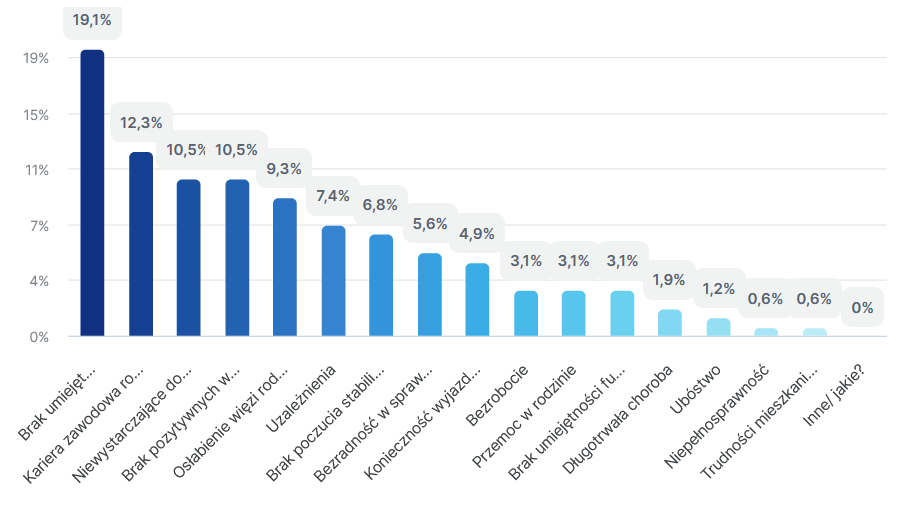 19,1%
12,3%
10,5%
10,5%
9,3%
7,4%
6,8%
5,6%
4,9%
3,1%
3,1%
3,1%
1,9%
1,2%
0,6%
0,6%
0%
19%
15%
11%
7%
4%
0%
Brak umiejęt...
Kariera zawodowa ro...
Niewystarczające do...
Brak pozytywnych w...
Osłabienie więzi rod...
Uzależnienia
Brak poczucia stabili...
Bezradność w spraw...
Konieczność wyjazd...
Bezrobocie
Przemoc w rodzinie
Brak umiejętności fu...
Długotrwała choroba
Ubóstwo
Niepełnosprawność
Trudności mieszkani...
Inne/ jakie?